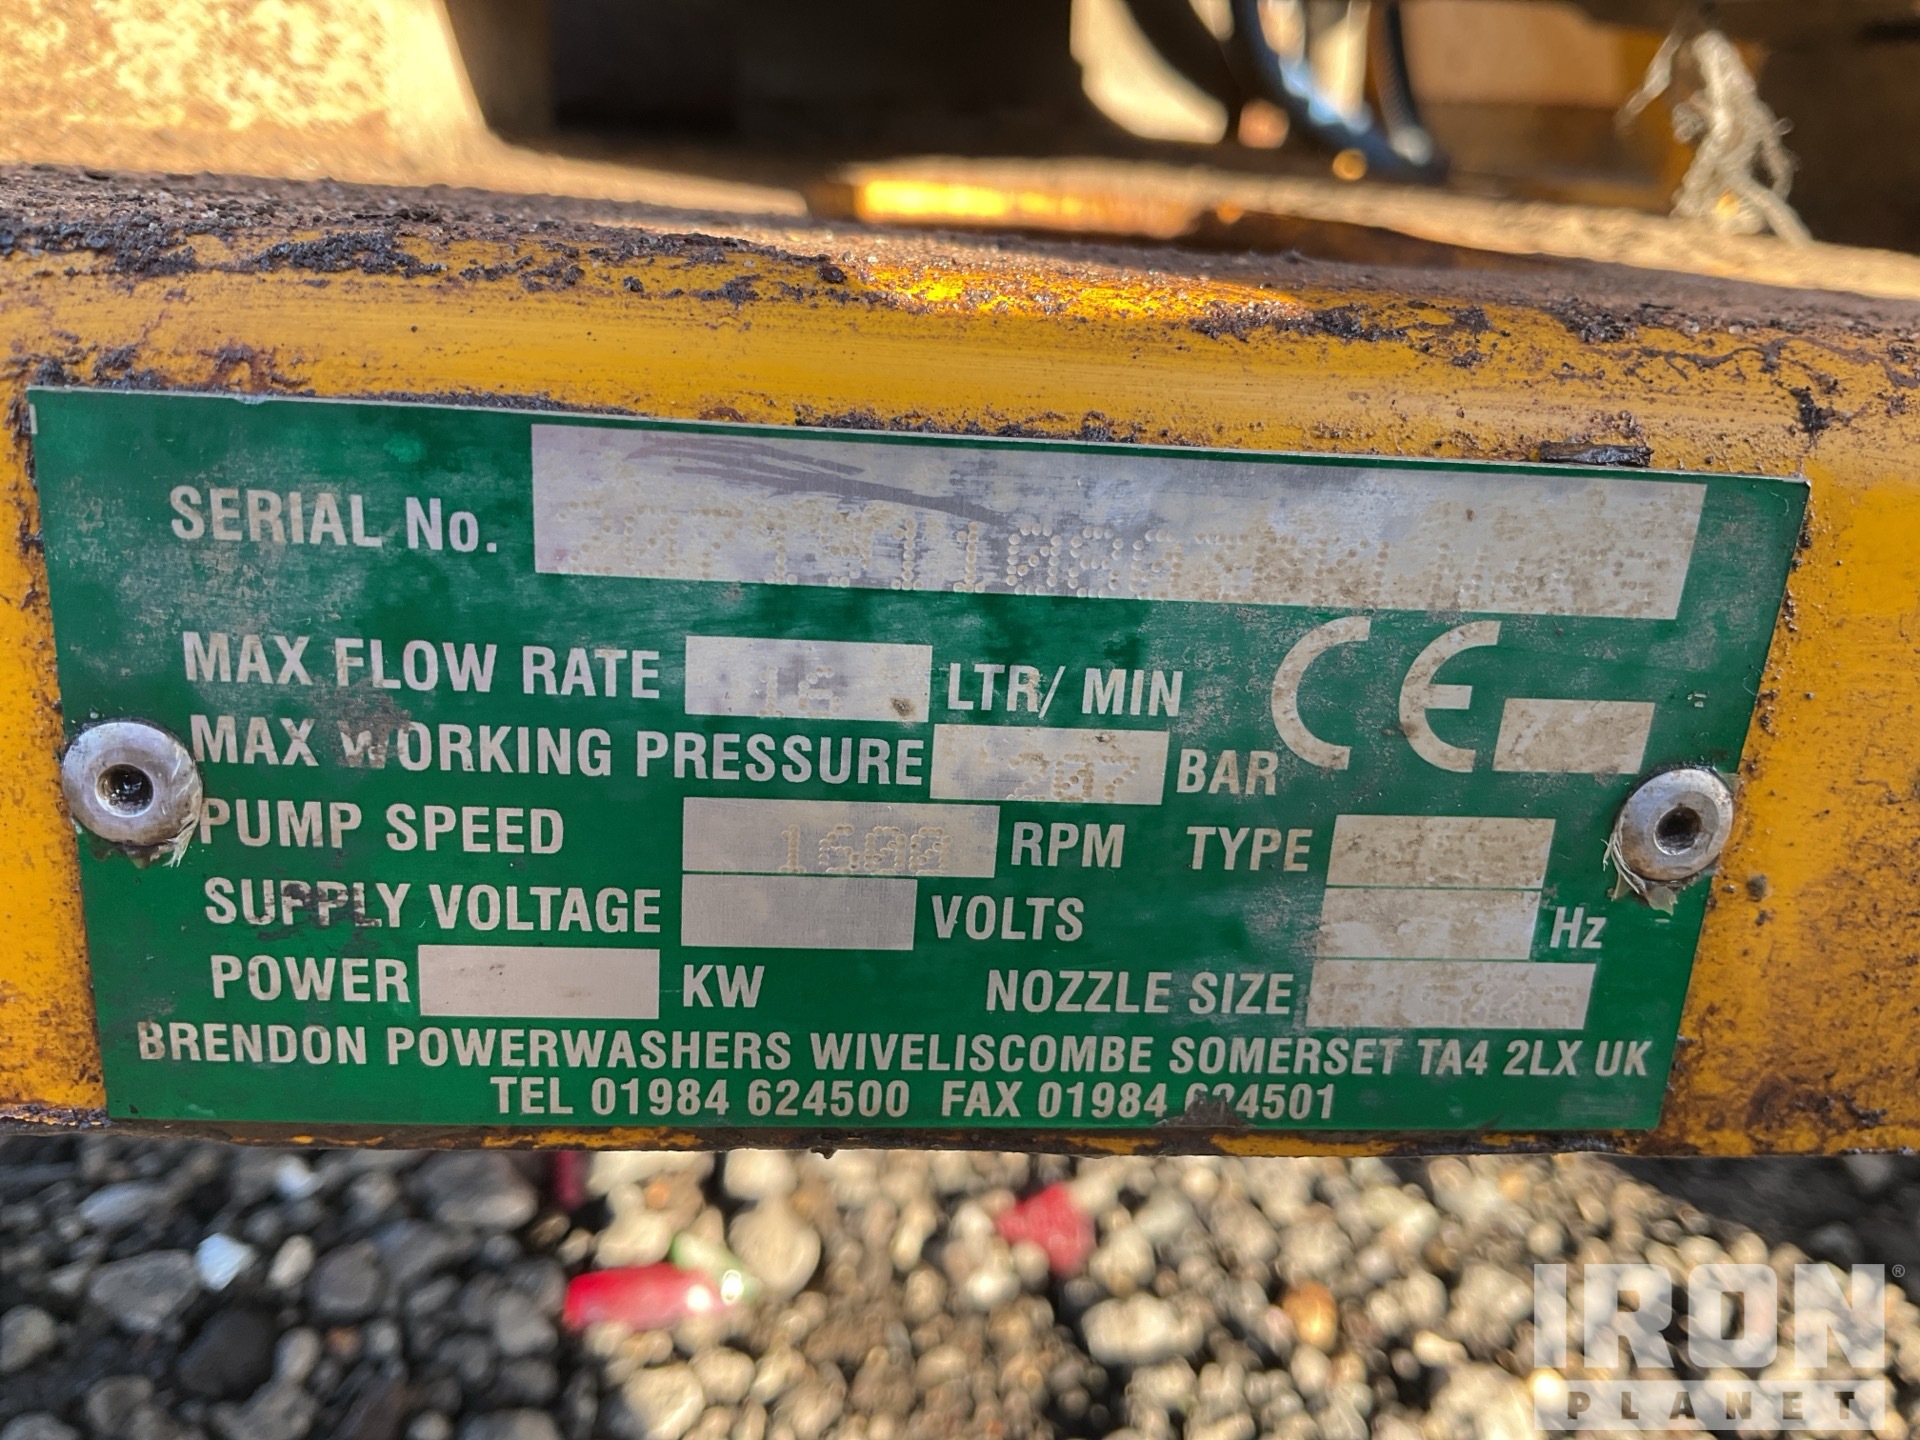 SERIAL No.
MAX FLOW RATE 16 LTR/ MIN CE
MAX WORKING PRESSURE 207 BAR
PUMP SPEED 1600 RPM TYPE
SUPPLY VOLTAGE VOLTS Hz
POWER KW NOZZLE SIZE
BRENDON POWERWASHERS WIVELISCOMBE SOMERSET TA4 2LX UK
TEL 01984 624500 FAX 01984 624501
IRON ®
PLANET